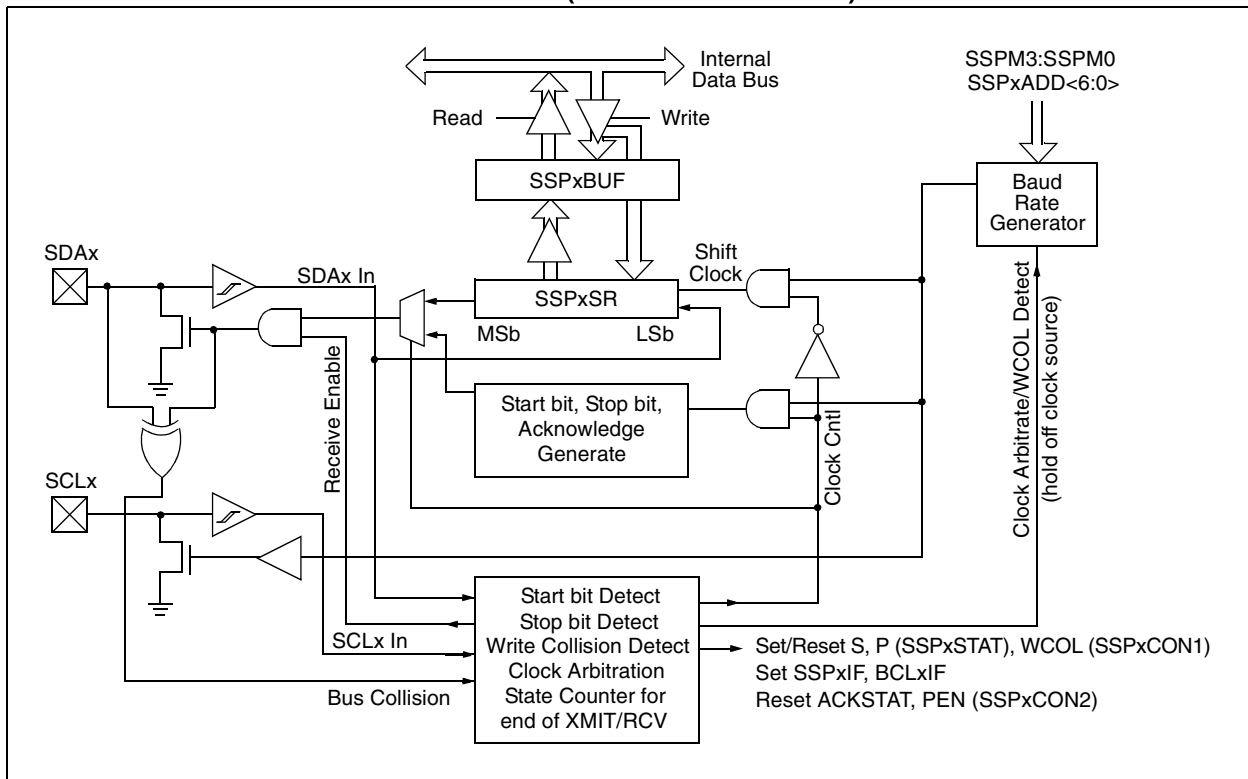 Internal
Data Bus
SSPM3:SSPM0
SSPxADD<6:0>
Read
Write
SSPxBUF
Baud
Rate
Generator
SDAx
SDAx In
Shift
Clock
SSPxSR
MSb
LSb
Receive Enable
Start bit, Stop bit,
Acknowledge
Generate
Clock Cntl
Clock Arbitrate/WCOL Detect
(hold off clock source)
SCLx
SCLx In
Bus Collision
Start bit Detect
Stop bit Detect
Write Collision Detect
Clock Arbitration
State Counter for
end of XMIT/RCV
Set/Reset S, P (SSPxSTAT), WCOL (SSPxCON1)
Set SSPxIF, BCLxIF
Reset ACKSTAT, PEN (SSPxCON2)